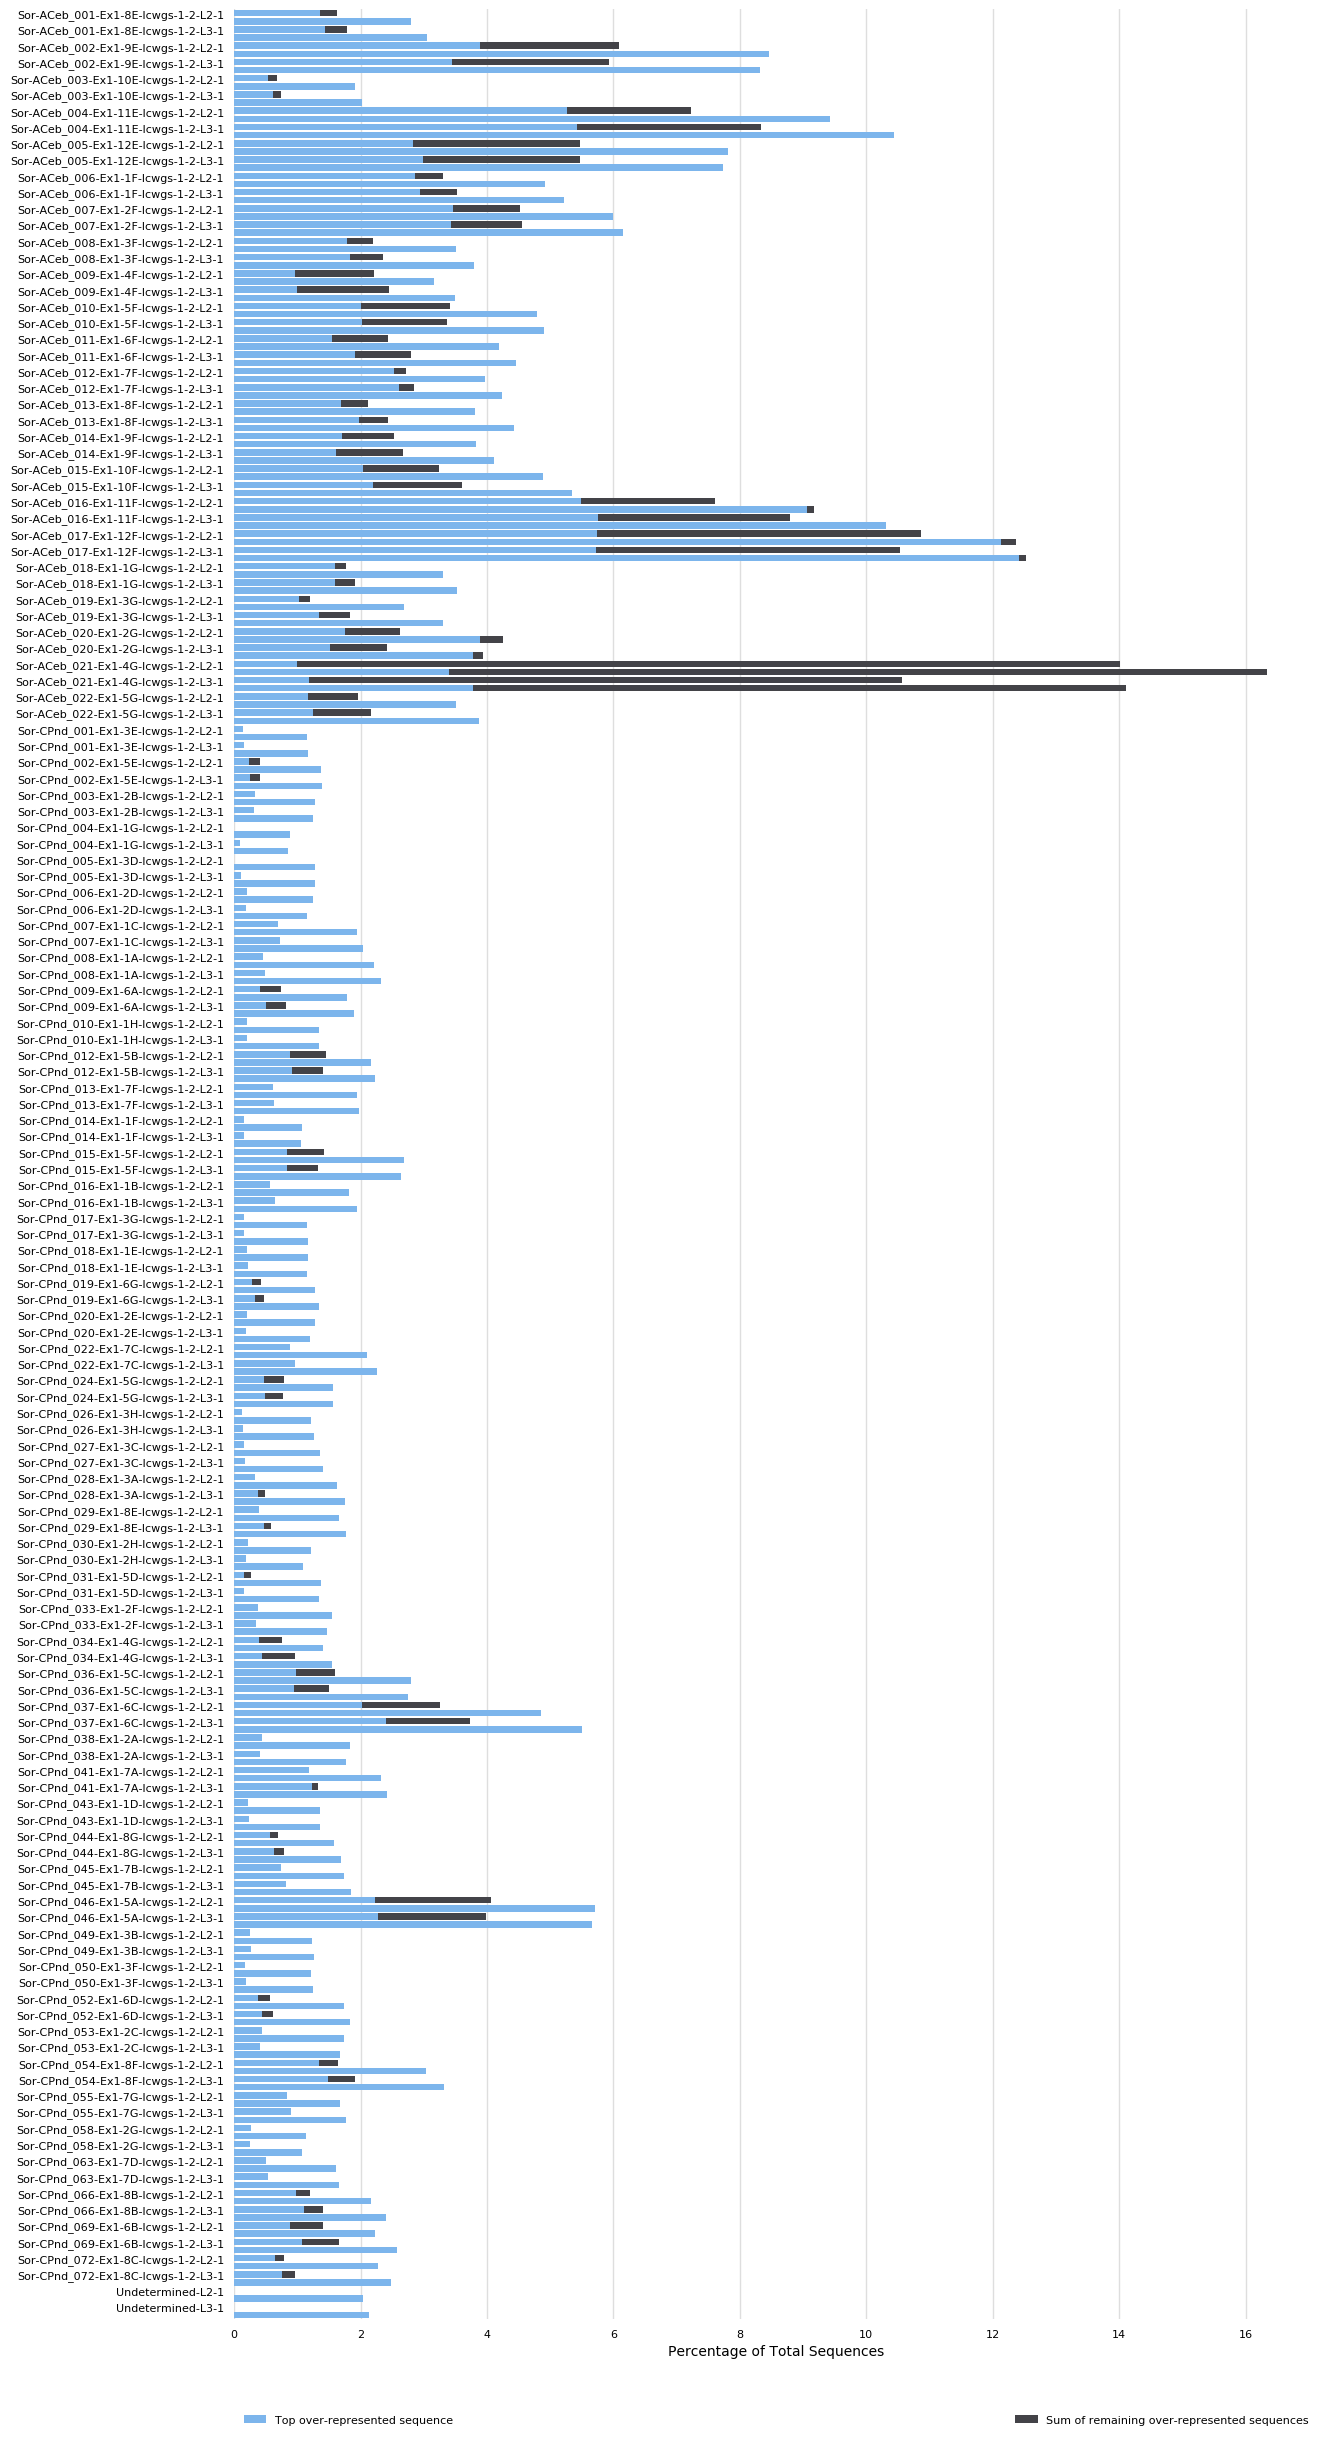 Sor-ACeb_001-Ex1-8E-lcwgs-1-2-L2-1
Sor-ACeb_001-Ex1-8E-lcwgs-1-2-L3-1
Sor-ACeb_002-Ex1-9E-lcwgs-1-2-L2-1
Sor-ACeb_002-Ex1-9E-lcwgs-1-2-L3-1
Sor-ACeb_003-Ex1-10E-lcwgs-1-2-L2-1
Sor-ACeb_003-Ex1-10E-lcwgs-1-2-L3-1
Sor-ACeb_004-Ex1-11E-lcwgs-1-2-L2-1
Sor-ACeb_004-Ex1-11E-lcwgs-1-2-L3-1
Sor-ACeb_005-Ex1-12E-lcwgs-1-2-L2-1
Sor-ACeb_005-Ex1-12E-lcwgs-1-2-L3-1
Sor-ACeb_006-Ex1-1F-lcwgs-1-2-L2-1
Sor-ACeb_006-Ex1-1F-lcwgs-1-2-L3-1
Sor-ACeb_007-Ex1-2F-lcwgs-1-2-L2-1
Sor-ACeb_007-Ex1-2F-lcwgs-1-2-L3-1
Sor-ACeb_008-Ex1-3F-lcwgs-1-2-L2-1
Sor-ACeb_008-Ex1-3F-lcwgs-1-2-L3-1
Sor-ACeb_009-Ex1-4F-lcwgs-1-2-L2-1
Sor-ACeb_009-Ex1-4F-lcwgs-1-2-L3-1
Sor-ACeb_010-Ex1-5F-lcwgs-1-2-L2-1
Sor-ACeb_010-Ex1-5F-lcwgs-1-2-L3-1
Sor-ACeb_011-Ex1-6F-lcwgs-1-2-L2-1
Sor-ACeb_011-Ex1-6F-lcwgs-1-2-L3-1
Sor-ACeb_012-Ex1-7F-lcwgs-1-2-L2-1
Sor-ACeb_012-Ex1-7F-lcwgs-1-2-L3-1
Sor-ACeb_013-Ex1-8F-lcwgs-1-2-L2-1
Sor-ACeb_013-Ex1-8F-lcwgs-1-2-L3-1
Sor-ACeb_014-Ex1-9F-lcwgs-1-2-L2-1
Sor-ACeb_014-Ex1-9F-lcwgs-1-2-L3-1
Sor-ACeb_015-Ex1-10F-lcwgs-1-2-L2-1
Sor-ACeb_015-Ex1-10F-lcwgs-1-2-L3-1
Sor-ACeb_016-Ex1-11F-lcwgs-1-2-L2-1
Sor-ACeb_016-Ex1-11F-lcwgs-1-2-L3-1
Sor-ACeb_017-Ex1-12F-lcwgs-1-2-L2-1
Sor-ACeb_017-Ex1-12F-lcwgs-1-2-L3-1
Sor-ACeb_018-Ex1-1G-lcwgs-1-2-L2-1
Sor-ACeb_018-Ex1-1G-lcwgs-1-2-L3-1
Sor-ACeb_019-Ex1-3G-lcwgs-1-2-L2-1
Sor-ACeb_019-Ex1-3G-lcwgs-1-2-L3-1
Sor-ACeb_020-Ex1-2G-lcwgs-1-2-L2-1
Sor-ACeb_020-Ex1-2G-lcwgs-1-2-L3-1
Sor-ACeb_021-Ex1-4G-lcwgs-1-2-L2-1
Sor-ACeb_021-Ex1-4G-lcwgs-1-2-L3-1
Sor-ACeb_022-Ex1-5G-lcwgs-1-2-L2-1
Sor-ACeb_022-Ex1-5G-lcwgs-1-2-L3-1
Sor-CPnd_001-Ex1-3E-lcwgs-1-2-L2-1
Sor-CPnd_001-Ex1-3E-lcwgs-1-2-L3-1
Sor-CPnd_002-Ex1-5E-lcwgs-1-2-L2-1
Sor-CPnd_002-Ex1-5E-lcwgs-1-2-L3-1
Sor-CPnd_003-Ex1-2B-lcwgs-1-2-L2-1
Sor-CPnd_003-Ex1-2B-lcwgs-1-2-L3-1
Sor-CPnd_004-Ex1-1G-lcwgs-1-2-L2-1
Sor-CPnd_004-Ex1-1G-lcwgs-1-2-L3-1
Sor-CPnd_005-Ex1-3D-lcwgs-1-2-L2-1
Sor-CPnd_005-Ex1-3D-lcwgs-1-2-L3-1
Sor-CPnd_006-Ex1-2D-lcwgs-1-2-L2-1
Sor-CPnd_006-Ex1-2D-lcwgs-1-2-L3-1
Sor-CPnd_007-Ex1-1C-lcwgs-1-2-L2-1
Sor-CPnd_007-Ex1-1C-lcwgs-1-2-L3-1
Sor-CPnd_008-Ex1-1A-lcwgs-1-2-L2-1
Sor-CPnd_008-Ex1-1A-lcwgs-1-2-L3-1
Sor-CPnd_009-Ex1-6A-lcwgs-1-2-L2-1
Sor-CPnd_009-Ex1-6A-lcwgs-1-2-L3-1
Sor-CPnd_010-Ex1-1H-lcwgs-1-2-L2-1
Sor-CPnd_010-Ex1-1H-lcwgs-1-2-L3-1
Sor-CPnd_012-Ex1-5B-lcwgs-1-2-L2-1
Sor-CPnd_012-Ex1-5B-lcwgs-1-2-L3-1
Sor-CPnd_013-Ex1-7F-lcwgs-1-2-L2-1
Sor-CPnd_013-Ex1-7F-lcwgs-1-2-L3-1
Sor-CPnd_014-Ex1-1F-lcwgs-1-2-L2-1
Sor-CPnd_014-Ex1-1F-lcwgs-1-2-L3-1
Sor-CPnd_015-Ex1-5F-lcwgs-1-2-L2-1
Sor-CPnd_015-Ex1-5F-lcwgs-1-2-L3-1
Sor-CPnd_016-Ex1-1B-lcwgs-1-2-L2-1
Sor-CPnd_016-Ex1-1B-lcwgs-1-2-L3-1
Sor-CPnd_017-Ex1-3G-lcwgs-1-2-L2-1
Sor-CPnd_017-Ex1-3G-lcwgs-1-2-L3-1
Sor-CPnd_018-Ex1-1E-lcwgs-1-2-L2-1
Sor-CPnd_018-Ex1-1E-lcwgs-1-2-L3-1
Sor-CPnd_019-Ex1-6G-lcwgs-1-2-L2-1
Sor-CPnd_019-Ex1-6G-lcwgs-1-2-L3-1
Sor-CPnd_020-Ex1-2E-lcwgs-1-2-L2-1
Sor-CPnd_020-Ex1-2E-lcwgs-1-2-L3-1
Sor-CPnd_022-Ex1-7C-lcwgs-1-2-L2-1
Sor-CPnd_022-Ex1-7C-lcwgs-1-2-L3-1
Sor-CPnd_024-Ex1-5G-lcwgs-1-2-L2-1
Sor-CPnd_024-Ex1-5G-lcwgs-1-2-L3-1
Sor-CPnd_026-Ex1-3H-lcwgs-1-2-L2-1
Sor-CPnd_026-Ex1-3H-lcwgs-1-2-L3-1
Sor-CPnd_027-Ex1-3C-lcwgs-1-2-L2-1
Sor-CPnd_027-Ex1-3C-lcwgs-1-2-L3-1
Sor-CPnd_028-Ex1-3A-lcwgs-1-2-L2-1
Sor-CPnd_028-Ex1-3A-lcwgs-1-2-L3-1
Sor-CPnd_029-Ex1-8E-lcwgs-1-2-L2-1
Sor-CPnd_029-Ex1-8E-lcwgs-1-2-L3-1
Sor-CPnd_030-Ex1-2H-lcwgs-1-2-L2-1
Sor-CPnd_030-Ex1-2H-lcwgs-1-2-L3-1
Sor-CPnd_031-Ex1-5D-lcwgs-1-2-L2-1
Sor-CPnd_031-Ex1-5D-lcwgs-1-2-L3-1
Sor-CPnd_033-Ex1-2F-lcwgs-1-2-L2-1
Sor-CPnd_033-Ex1-2F-lcwgs-1-2-L3-1
Sor-CPnd_034-Ex1-4G-lcwgs-1-2-L2-1
Sor-CPnd_034-Ex1-4G-lcwgs-1-2-L3-1
Sor-CPnd_036-Ex1-5C-lcwgs-1-2-L2-1
Sor-CPnd_036-Ex1-5C-lcwgs-1-2-L3-1
Sor-CPnd_037-Ex1-6C-lcwgs-1-2-L2-1
Sor-CPnd_037-Ex1-6C-lcwgs-1-2-L3-1
Sor-CPnd_038-Ex1-2A-lcwgs-1-2-L2-1
Sor-CPnd_038-Ex1-2A-lcwgs-1-2-L3-1
Sor-CPnd_041-Ex1-7A-lcwgs-1-2-L2-1
Sor-CPnd_041-Ex1-7A-lcwgs-1-2-L3-1
Sor-CPnd_043-Ex1-1D-lcwgs-1-2-L2-1
Sor-CPnd_043-Ex1-1D-lcwgs-1-2-L3-1
Sor-CPnd_044-Ex1-8G-lcwgs-1-2-L2-1
Sor-CPnd_044-Ex1-8G-lcwgs-1-2-L3-1
Sor-CPnd_045-Ex1-7B-lcwgs-1-2-L2-1
Sor-CPnd_045-Ex1-7B-lcwgs-1-2-L3-1
Sor-CPnd_046-Ex1-5A-lcwgs-1-2-L2-1
Sor-CPnd_046-Ex1-5A-lcwgs-1-2-L3-1
Sor-CPnd_049-Ex1-3B-lcwgs-1-2-L2-1
Sor-CPnd_049-Ex1-3B-lcwgs-1-2-L3-1
Sor-CPnd_050-Ex1-3F-lcwgs-1-2-L2-1
Sor-CPnd_050-Ex1-3F-lcwgs-1-2-L3-1
Sor-CPnd_052-Ex1-6D-lcwgs-1-2-L2-1
Sor-CPnd_052-Ex1-6D-lcwgs-1-2-L3-1
Sor-CPnd_053-Ex1-2C-lcwgs-1-2-L2-1
Sor-CPnd_053-Ex1-2C-lcwgs-1-2-L3-1
Sor-CPnd_054-Ex1-8F-lcwgs-1-2-L2-1
Sor-CPnd_054-Ex1-8F-lcwgs-1-2-L3-1
Sor-CPnd_055-Ex1-7G-lcwgs-1-2-L2-1
Sor-CPnd_055-Ex1-7G-lcwgs-1-2-L3-1
Sor-CPnd_058-Ex1-2G-lcwgs-1-2-L2-1
Sor-CPnd_058-Ex1-2G-lcwgs-1-2-L3-1
Sor-CPnd_063-Ex1-7D-lcwgs-1-2-L2-1
Sor-CPnd_063-Ex1-7D-lcwgs-1-2-L3-1
Sor-CPnd_066-Ex1-8B-lcwgs-1-2-L2-1
Sor-CPnd_066-Ex1-8B-lcwgs-1-2-L3-1
Sor-CPnd_069-Ex1-6B-lcwgs-1-2-L2-1
Sor-CPnd_069-Ex1-6B-lcwgs-1-2-L3-1
Sor-CPnd_072-Ex1-8C-lcwgs-1-2-L2-1
Sor-CPnd_072-Ex1-8C-lcwgs-1-2-L3-1
Undetermined-L2-1
Undetermined-L3-1
0 2 4 6 8 10 12 14 16
Percentage of Total Sequences
Top over-represented sequence
Sum of remaining over-represented sequences